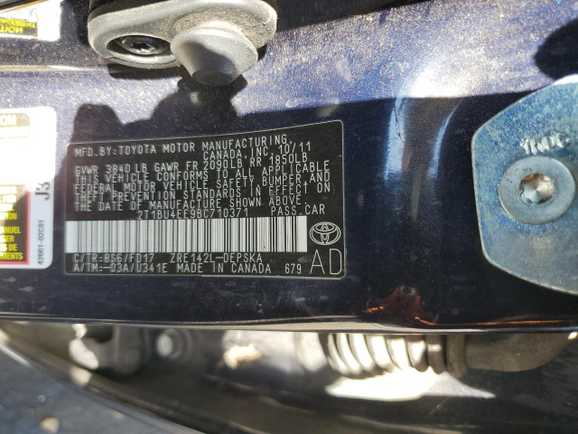 MFD.BY:TOYOTA MOTOR MANUFACTURING
CANADA INC. 10/11
GVWR 3840LB GAWR FR 2090LB RR 1850LB
THIS VEHICLE CONFORMS TO ALL APPLICABLE
FEDERAL MOTOR VEHICLE SAFETY, BUMPER, AND
THEFT PREVENTION STANDARDS IN EFFECT ON
THE DATE OF MANUFACTURE SHOWN ABOVE.
2T1BU4EE9BC710371 PASS.CAR
C/TR:8S6/FD17 ZRE142L-DEPSKA
A/TM:-03A/U341E MADE IN CANADA 679
AD
J3